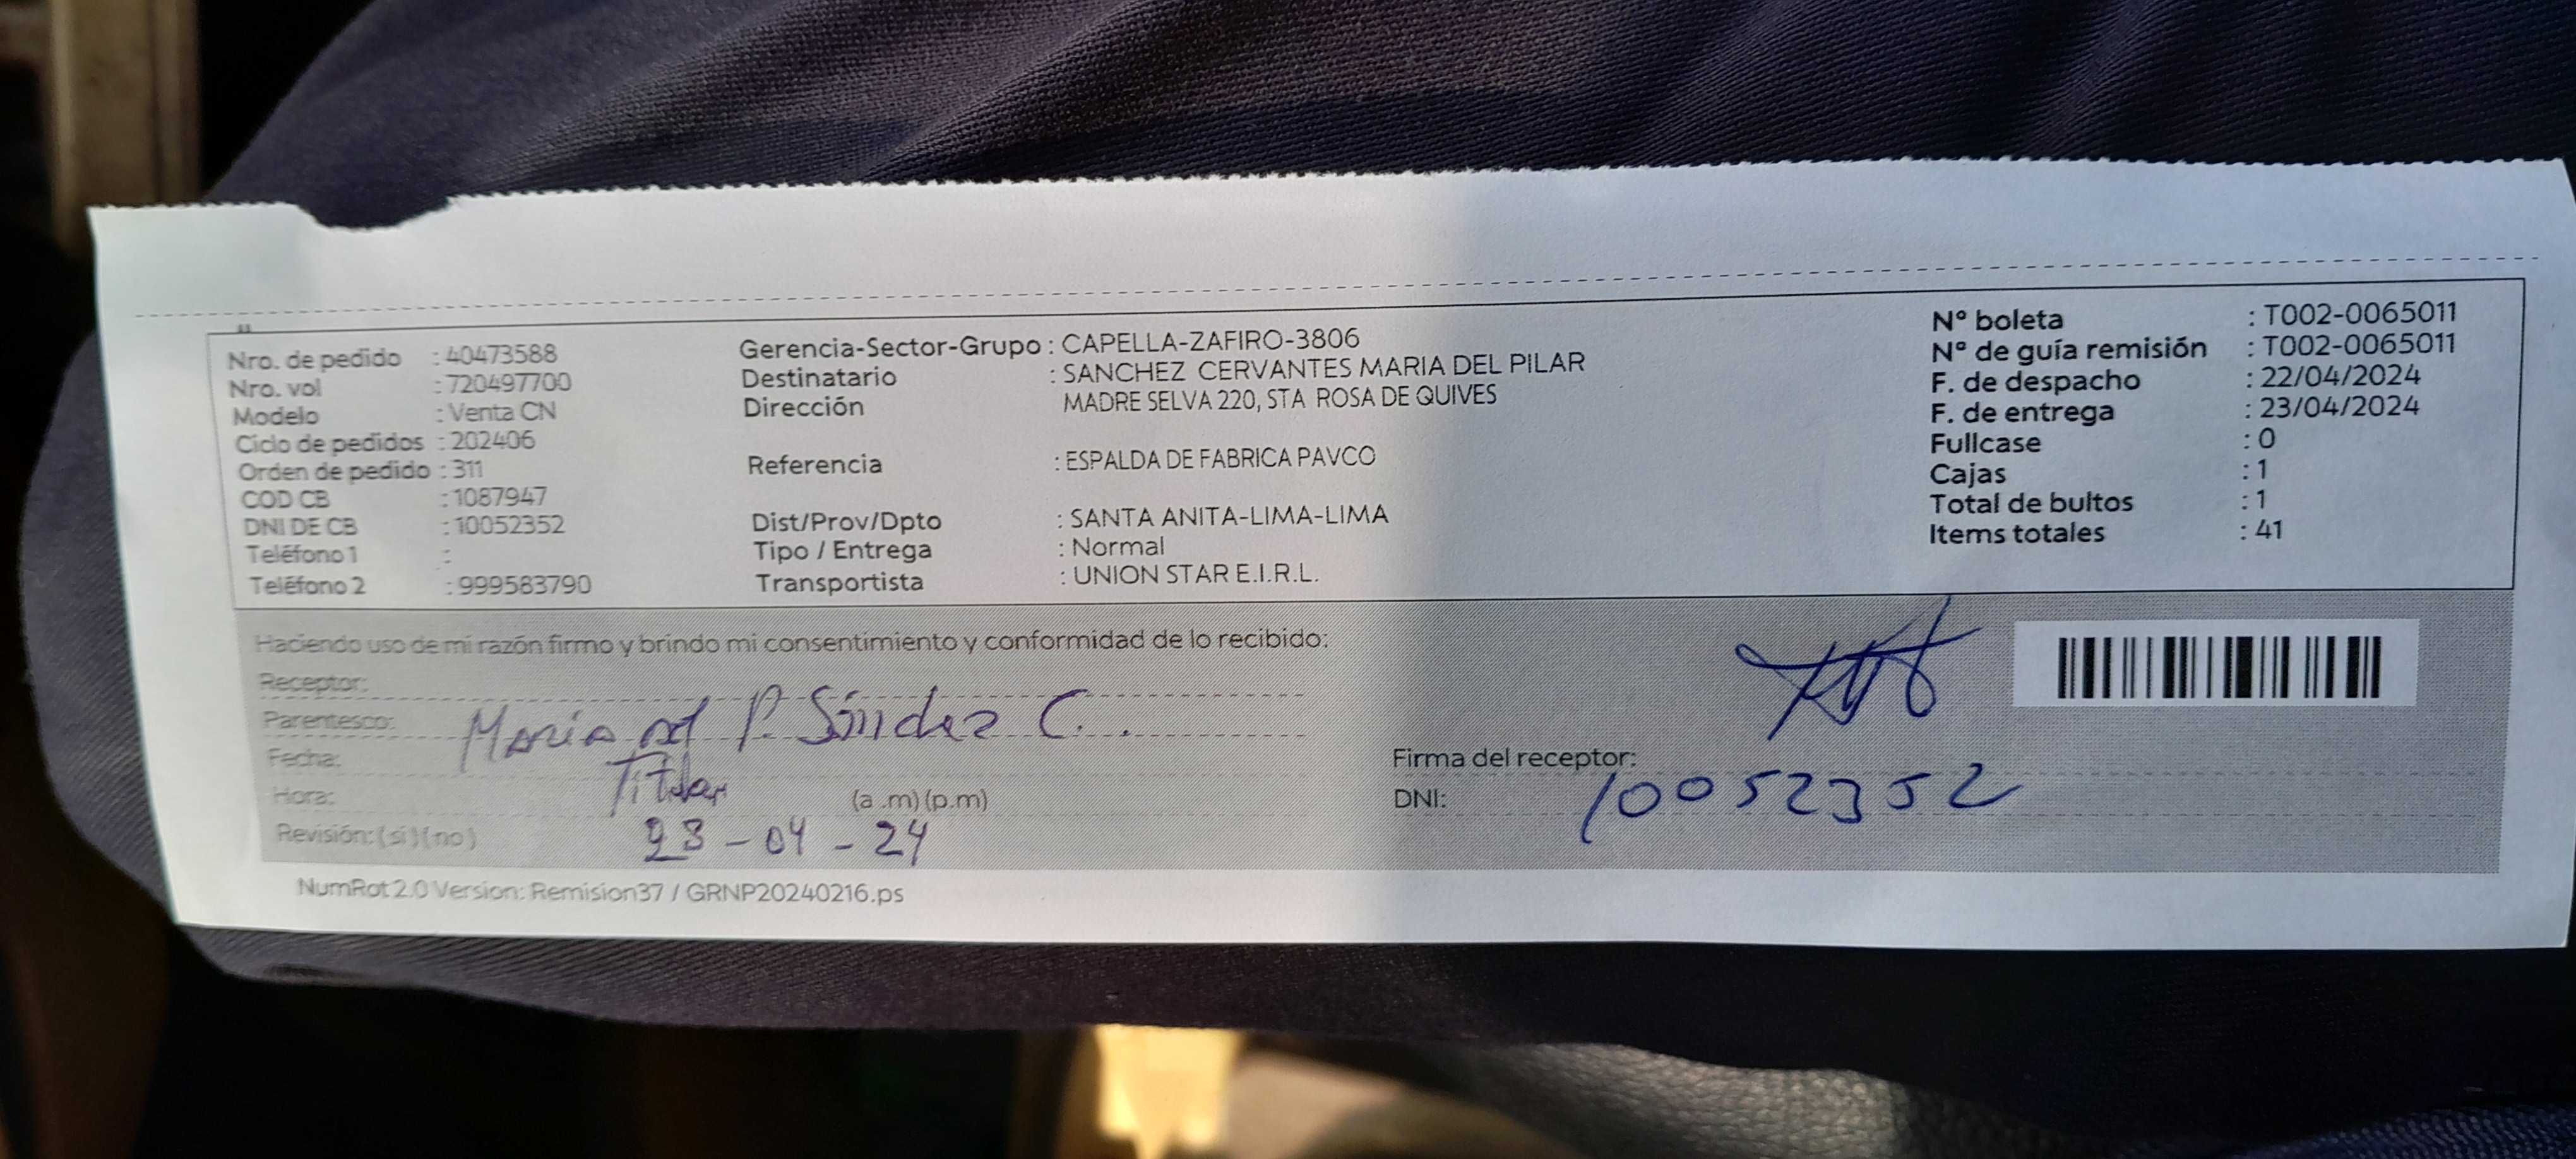 Nro. de pedido : 40473588
Nro. vol : 720497700
Modelo : Venta CN
Ciclo de pedidos : 202406
Orden de pedido : 311
COD CB : 1087947
DNI DE CB : 10052352
Teléfono 1 :
Teléfono 2 : 999583790
Gerencia-Sector-Grupo : CAPELLA-ZAFIRO-3806
Destinatario : SANCHEZ CERVANTES MARIA DEL PILAR
Dirección MADRE SELVA 220, STA ROSA DE QUIVES
Referencia : ESPALDA DE FABRICA PAVCO
Dist/Prov/Dpto : SANTA ANITA-LIMA-LIMA
Tipo / Entrega : Normal
Transportista : UNION STAR E.I.R.L.
N° boleta : T002-0065011
N° de guía remisión : T002-0065011
F. de despacho : 22/04/2024
F. de entrega : 23/04/2024
Fullcase : 0
Cajas : 1
Total de bultos : 1
Items totales : 41
Haciendo uso de mi razón firmo y brindo mi consentimiento y conformidad de lo recibido:
Receptor:
Parentesco: María del P. Sánchez C.
Fecha: Titular
Hora: (a.m)(p.m)
Revisión: (si)(no) 23-04-24
Firma del receptor:
DNI: 10052352
NumRot 2.0 Version: Remision37 / GRNP20240216.ps